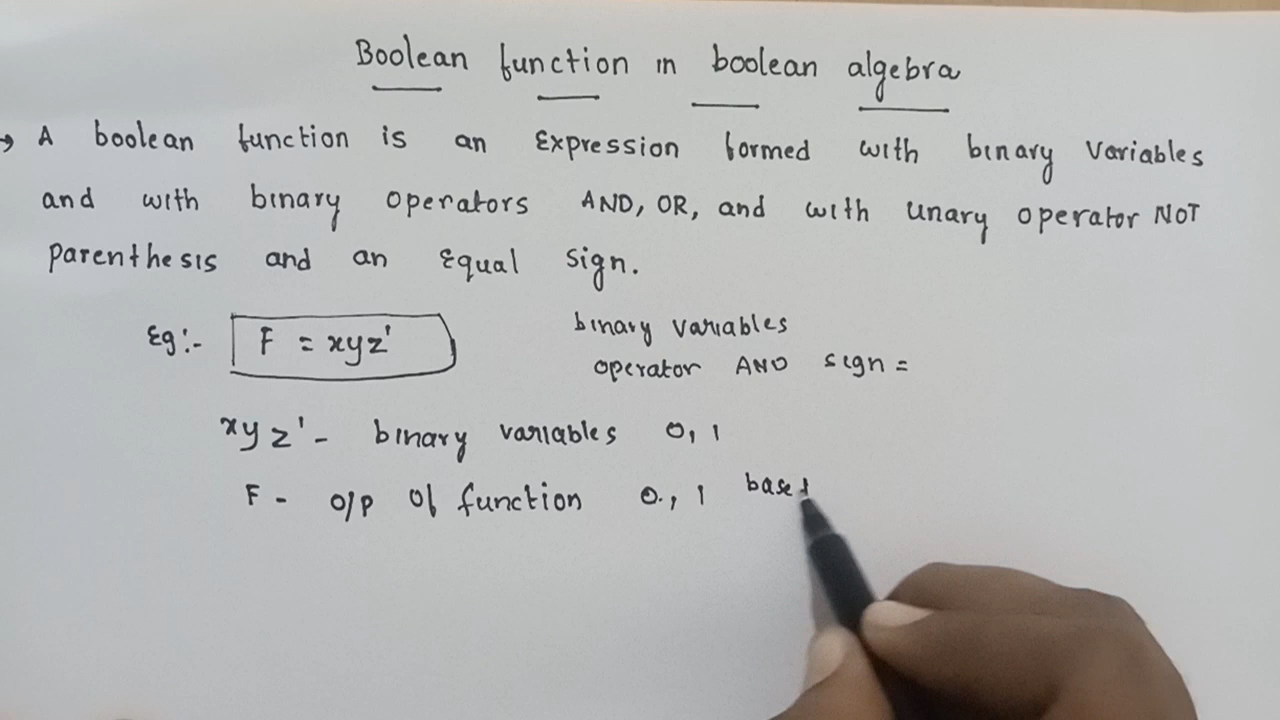 Boolean function in boolean algebra
→ A boolean function is an Expression formed with binary variables
and with binary operators AND, OR, and with unary operator NOT
parenthesis and an Equal sign.
Eg:- F = xyz'
binary variables
operator AND sign =
xyz' - binary variables 0, 1
F - o/p of function 0, 1